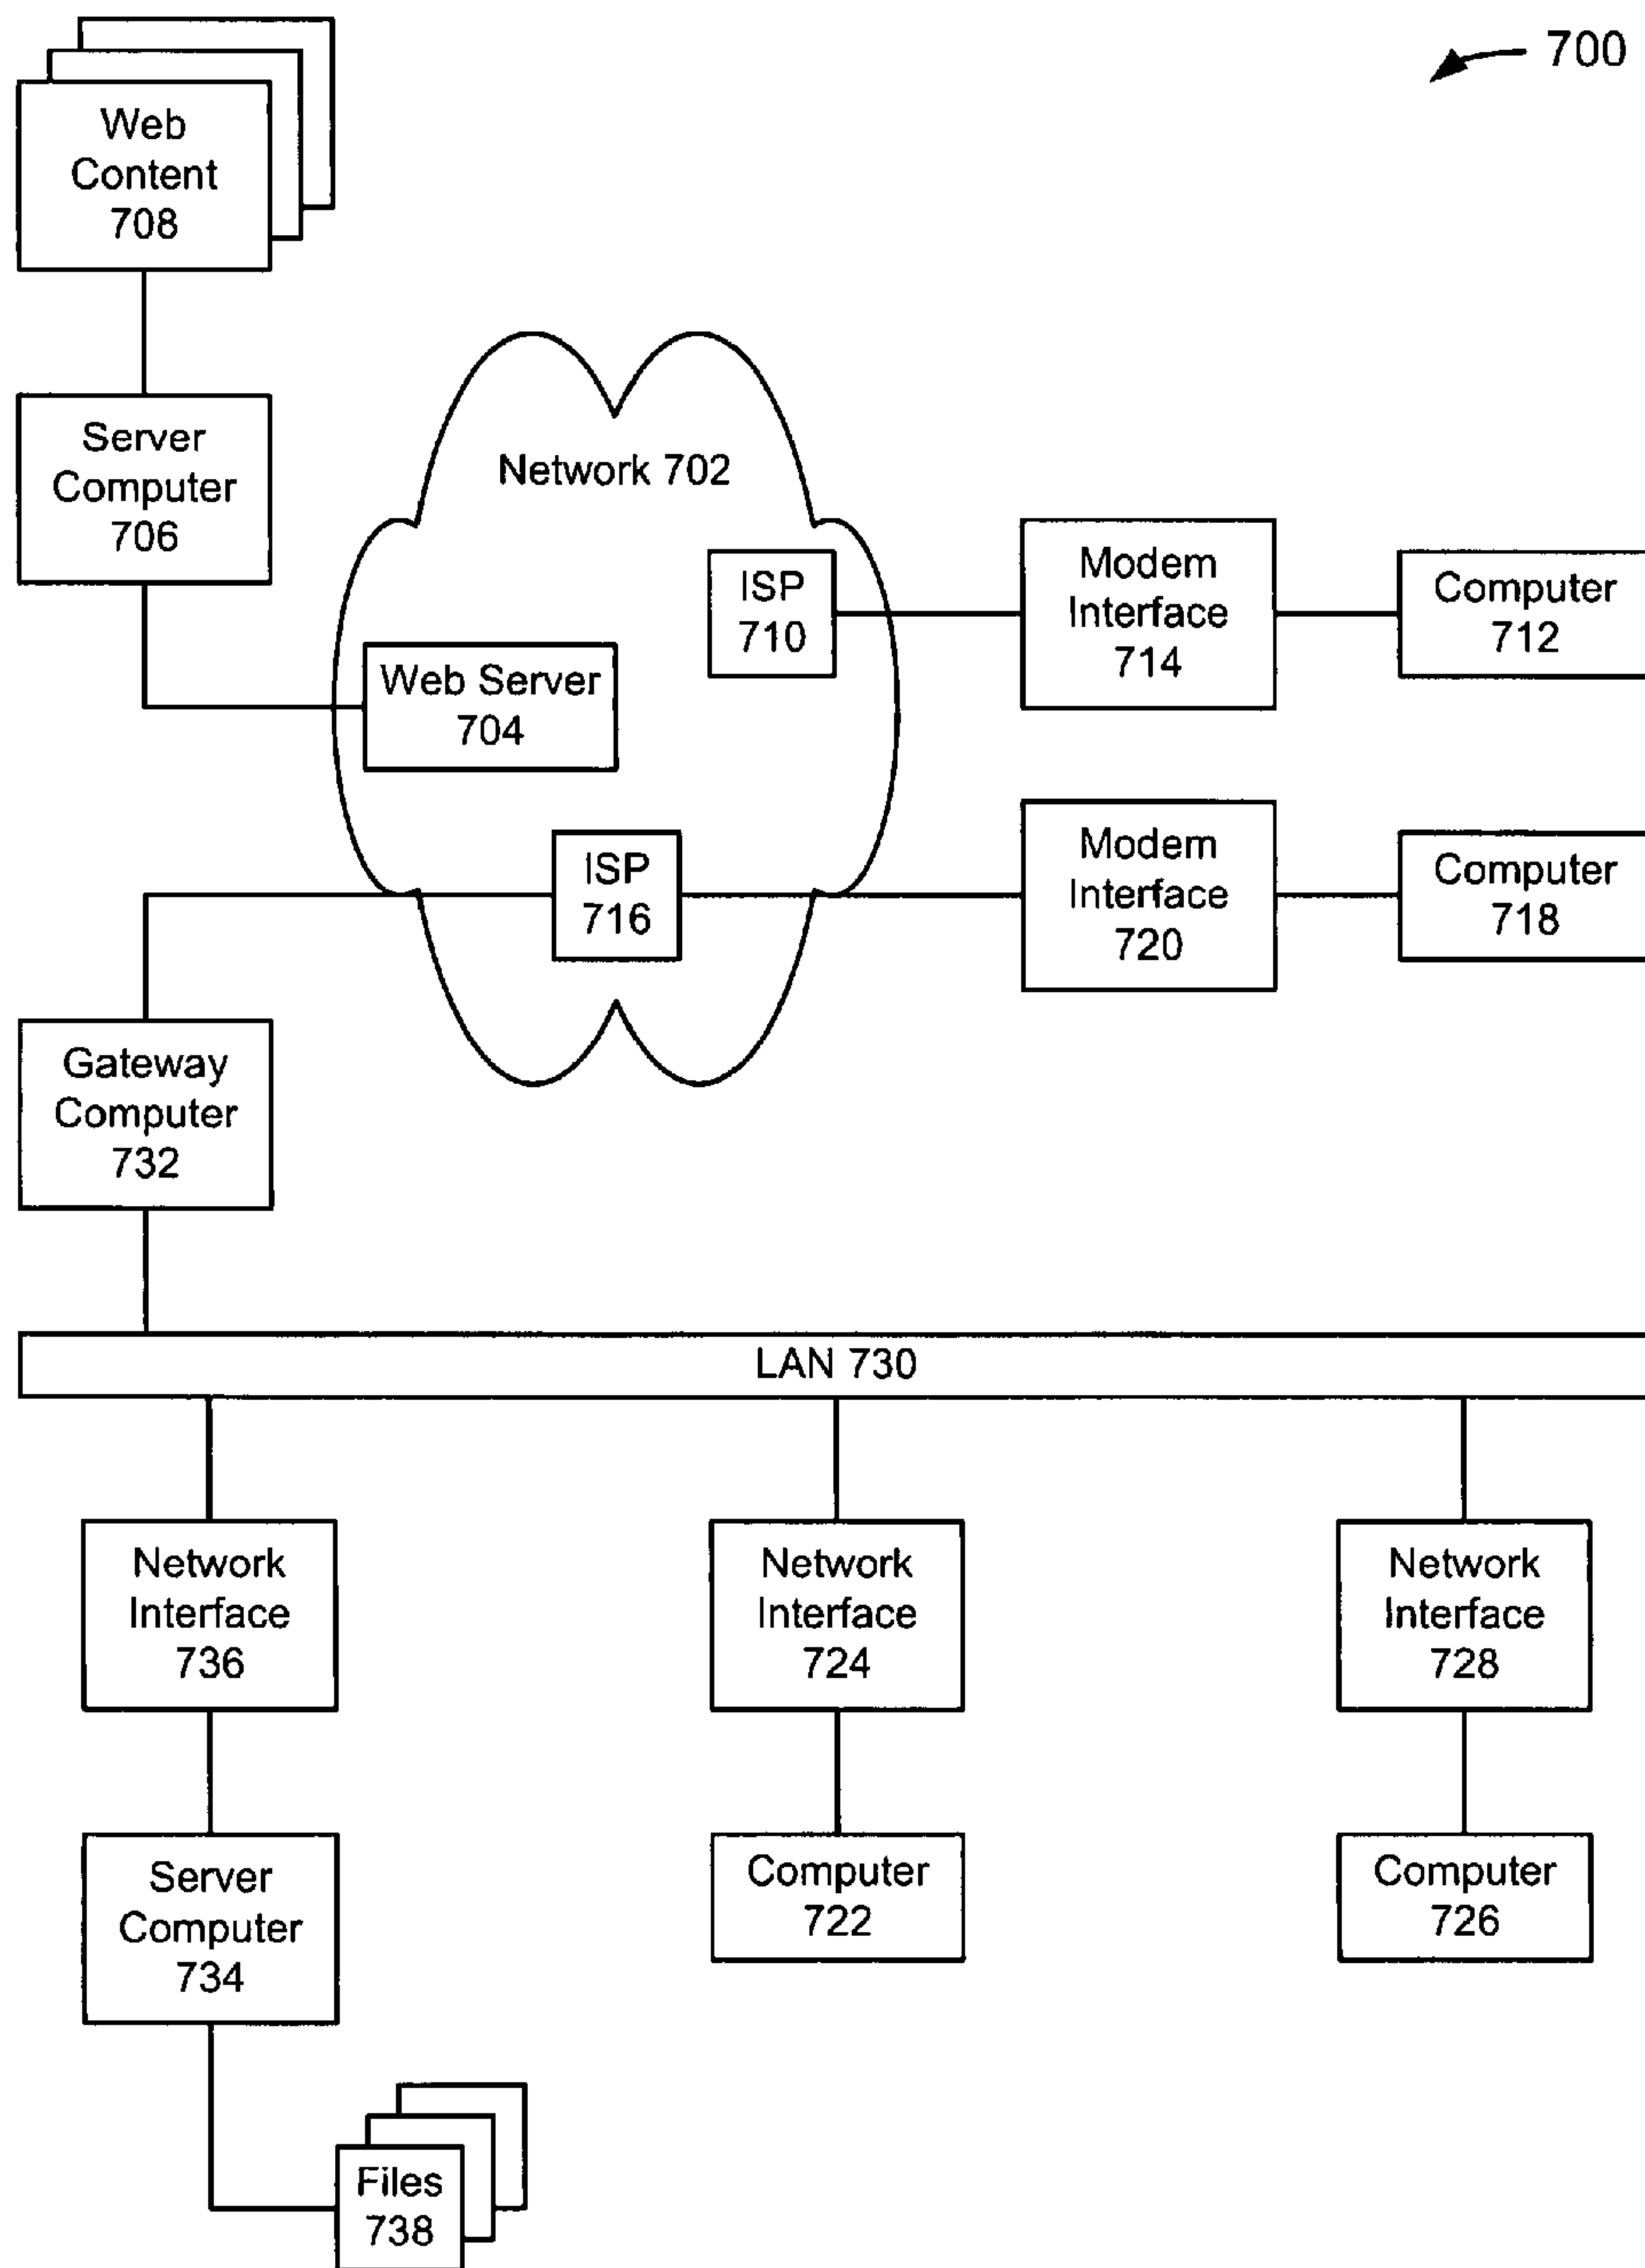 700
Web
Content
708
Server
Computer
706
Network 702
ISP
710
Modem
Interface
714
Computer
712
Web Server
704
ISP
716
Modem
Interface
720
Computer
718
Gateway
Computer
732
LAN 730
Network
Interface
736
Network
Interface
724
Network
Interface
728
Server
Computer
734
Computer
722
Computer
726
Files
738